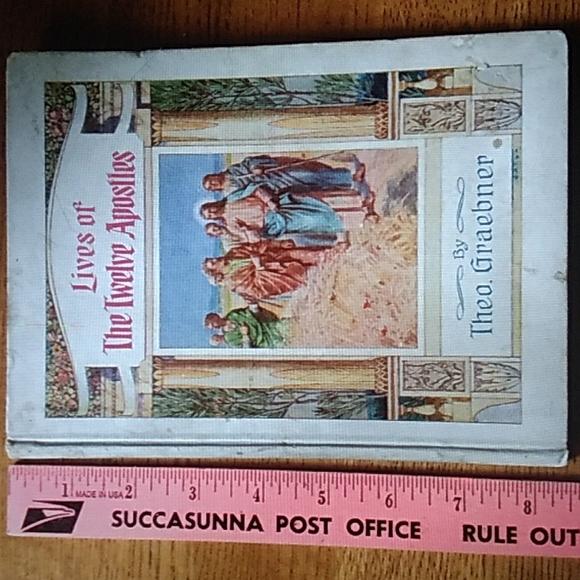 Lives of
The Twelve Apostles
By
Theo. Graebner
1 MADE IN USA 2 3 4 5 6 7 8
SUCCASUNNA POST OFFICE RULE OUT